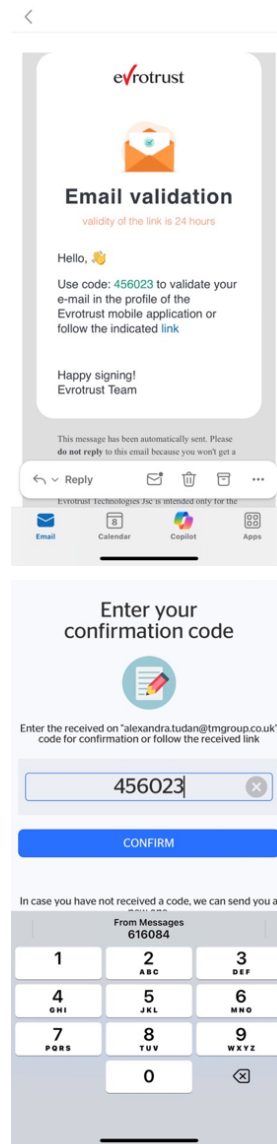 evrotrust
Email validation
validity of the link is 24 hours
Hello, 👋
Use code: 456023 to validate your
e-mail in the profile of the
Evrotrust mobile application or
follow the indicated link
Happy signing!
Evrotrust Team
This message has been automatically sent. Please
do not reply to this email because you won't get a
Reply
Evrotrust Technologies Jsc is intended only for the
8
Email
Calendar
Copilot
Apps
Enter your
confirmation code
Enter the received on "alexandra.tudan@tmgroup.co.uk"
code for confirmation or follow the received link
456023
CONFIRM
In case you have not received a code, we can send you a
From Messages
616084
1
2
ABC
3
DEF
4
GHI
5
JKL
6
MNO
7
PQRS
8
TUV
9
WXYZ
0